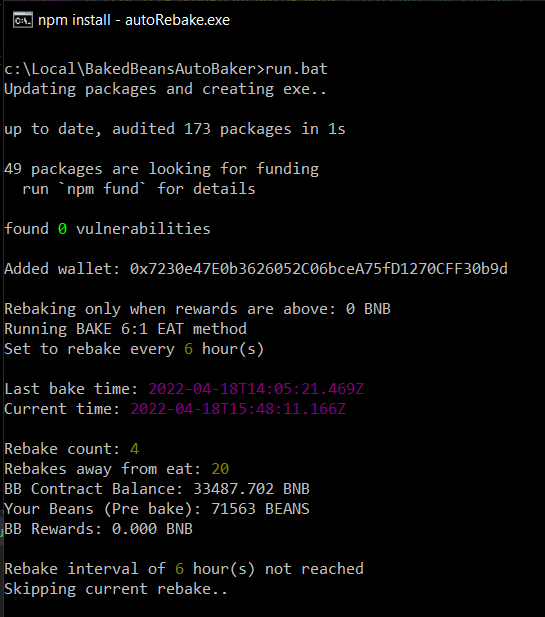 npm install - autoRebake.exe
c:\Local\BakedBeansAutoBaker>run.bat
Updating packages and creating exe..
up to date, audited 173 packages in 1s
49 packages are looking for funding
run `npm fund` for details
found 0 vulnerabilities
Added wallet: 0x7230e47E0b3626052C06bceA75fD1270CFF30b9d
Rebaking only when rewards are above: 0 BNB
Running BAKE 6:1 EAT method
Set to rebake every 6 hour(s)
Last bake time: 2022-04-18T14:05:21.469Z
Current time: 2022-04-18T15:48:11.166Z
Rebake count: 4
Rebakes away from eat: 20
BB Contract Balance: 33487.702 BNB
Your Beans (Pre bake): 71563 BEANS
BB Rewards: 0.000 BNB
Rebake interval of 6 hour(s) not reached
Skipping current rebake..